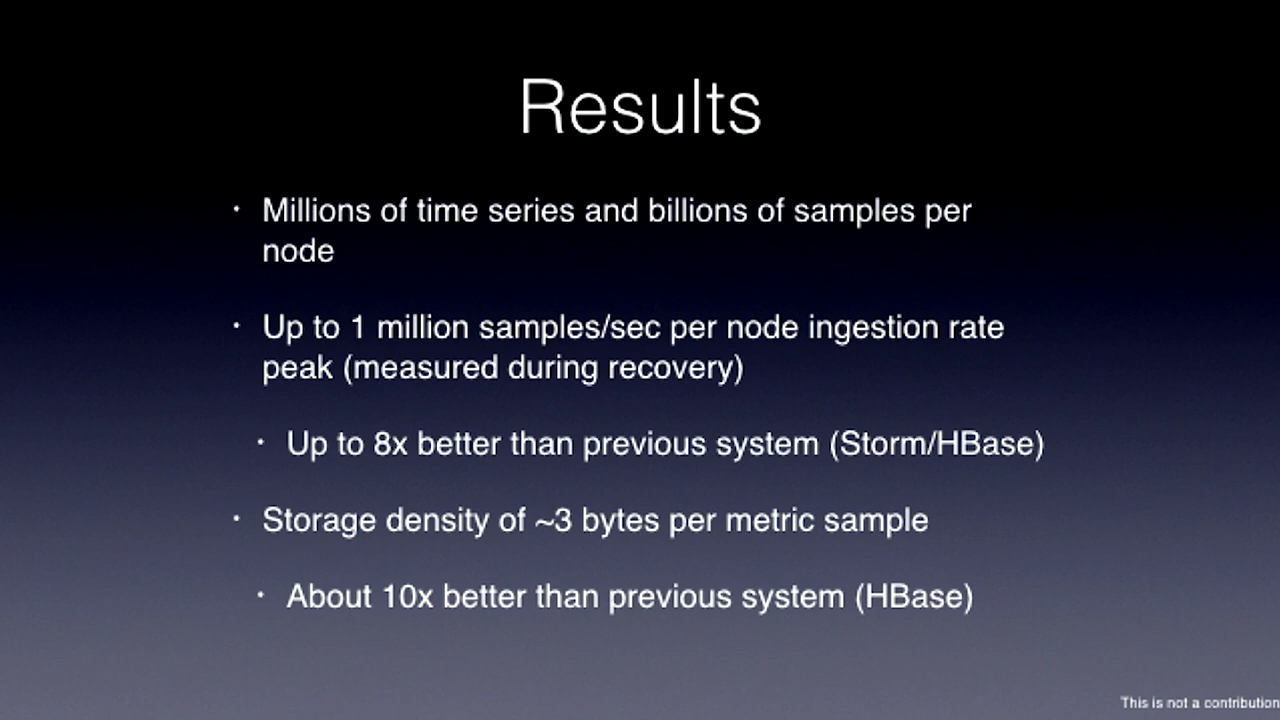 Results
• Millions of time series and billions of samples per
node
• Up to 1 million samples/sec per node ingestion rate
peak (measured during recovery)
• Up to 8x better than previous system (Storm/HBase)
• Storage density of ~3 bytes per metric sample
• About 10x better than previous system (HBase)
This is not a contribution